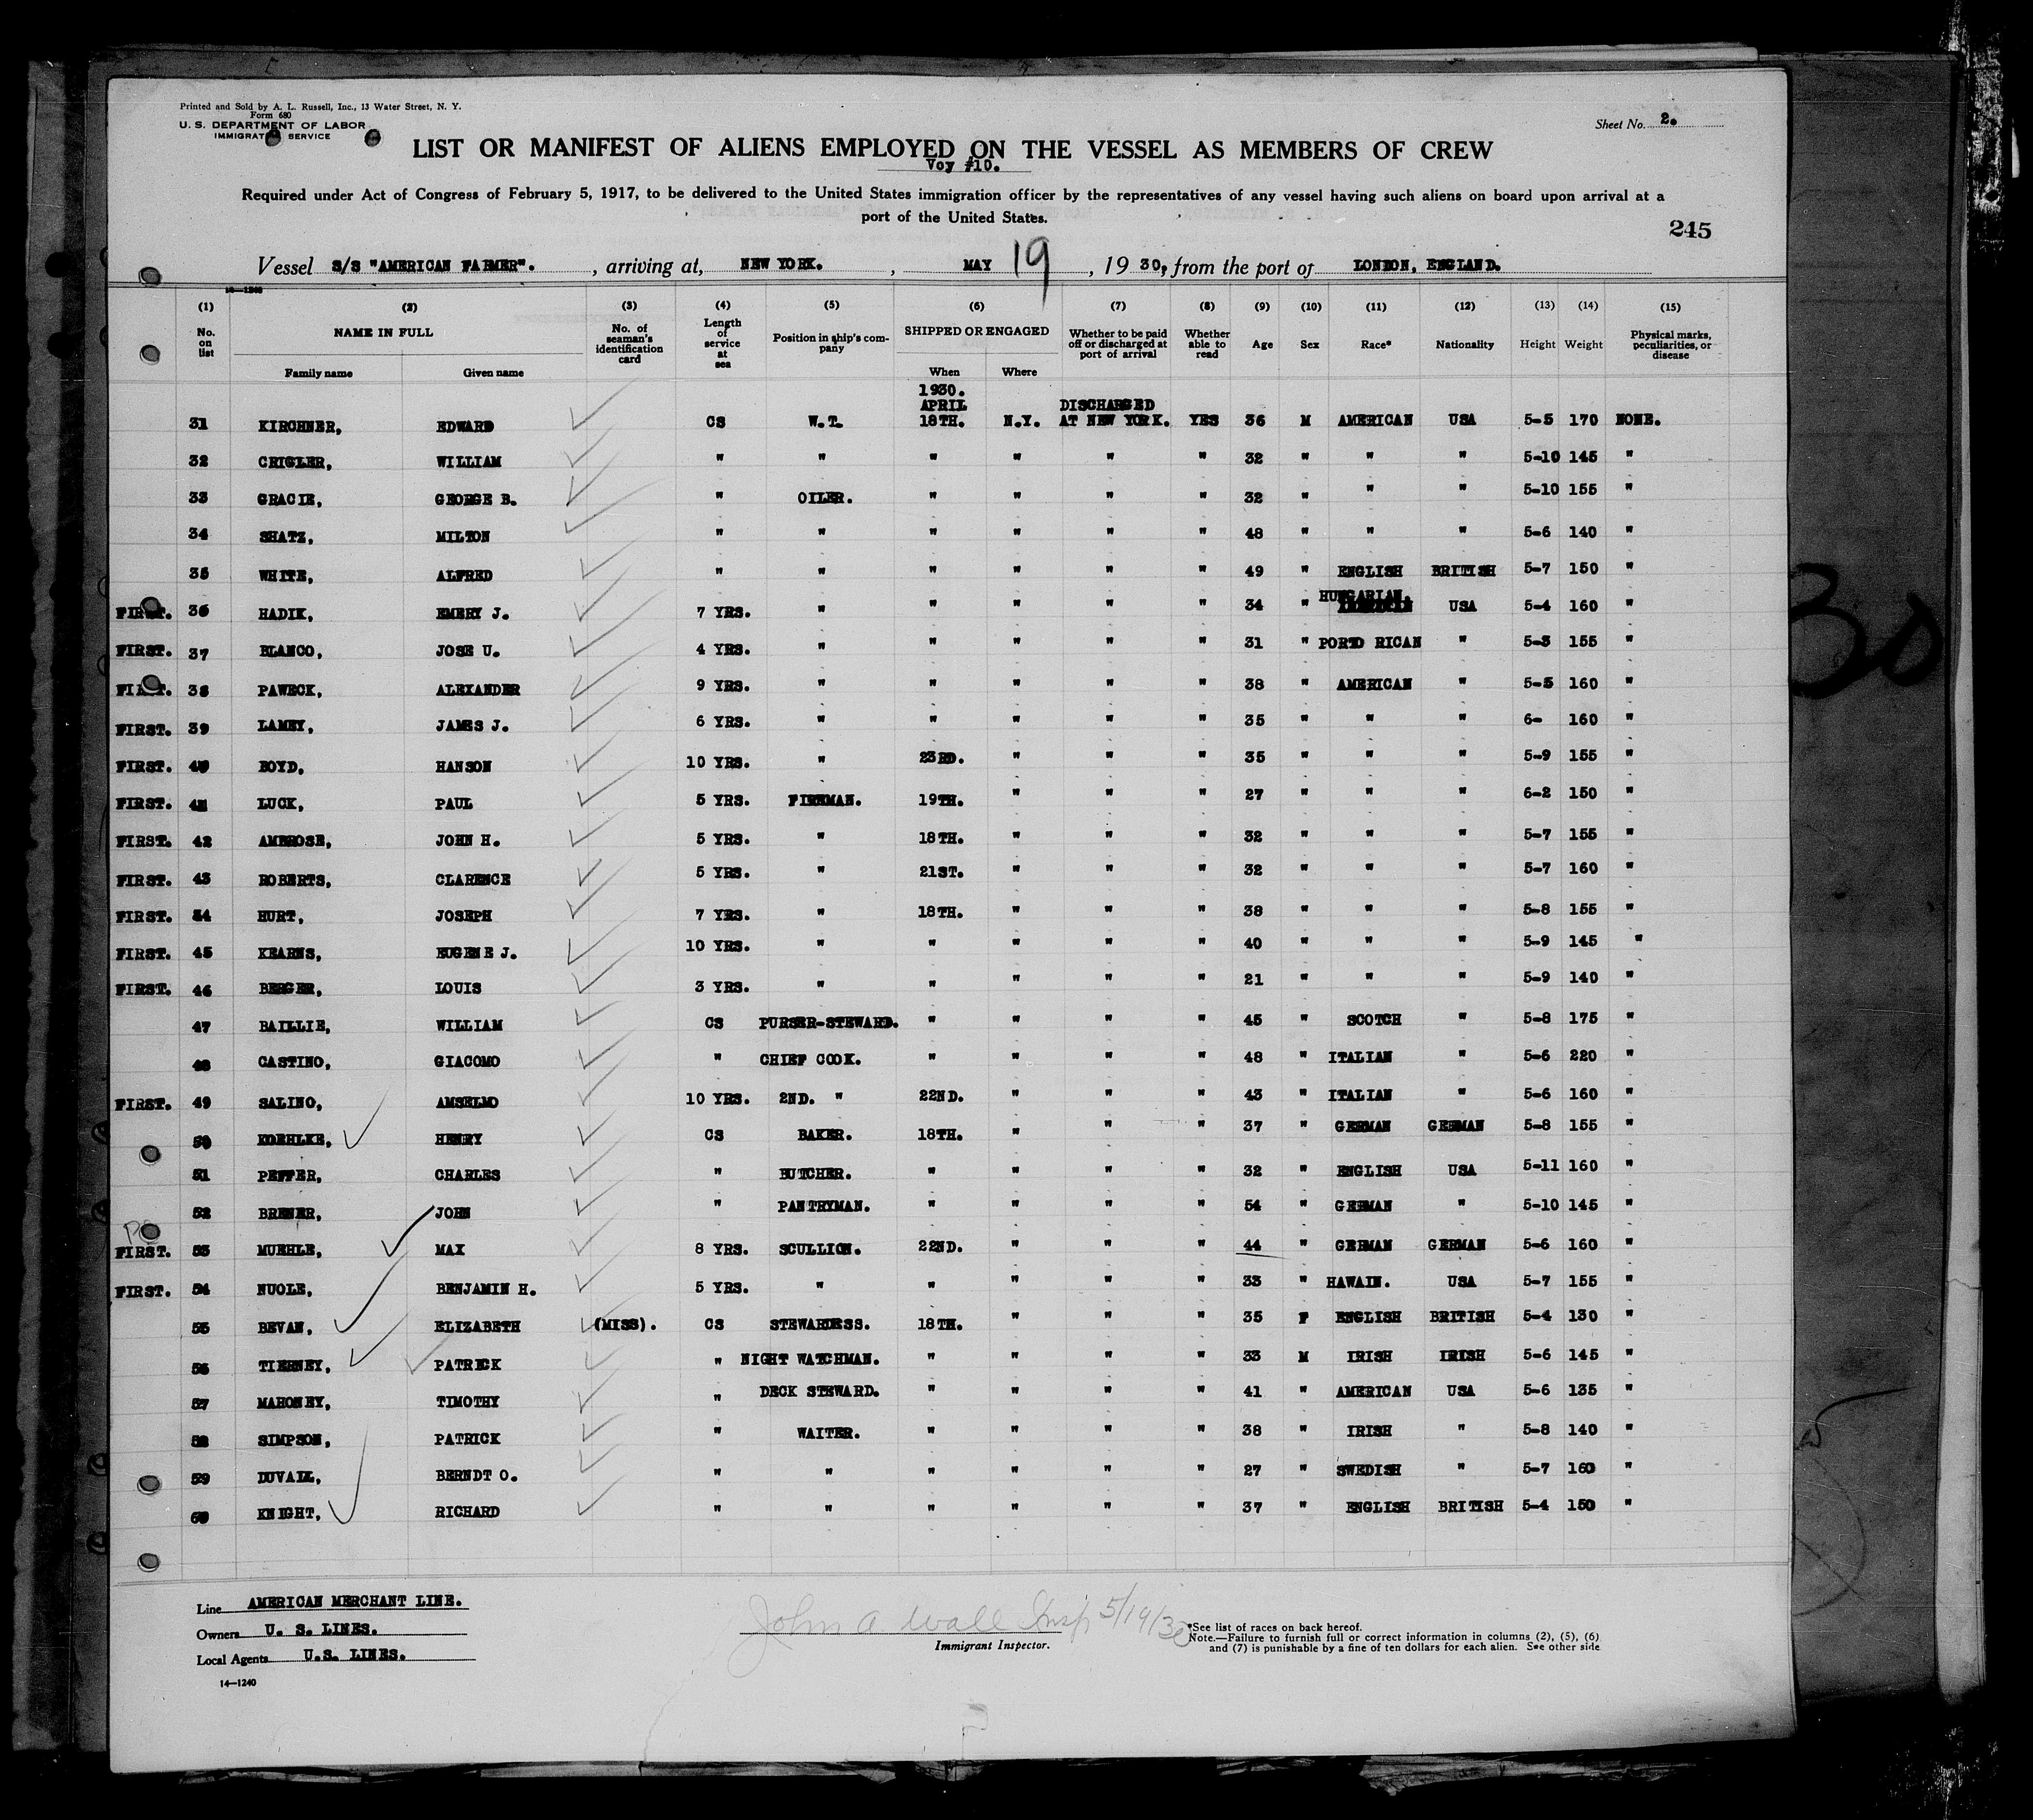 Printed and Sold by A. L. Russell, Inc., 13 Water Street, N. Y.
Form 680
U. S. DEPARTMENT OF LABOR
IMMIGRATION SERVICE
Sheet No. 2.
LIST OR MANIFEST OF ALIENS EMPLOYED ON THE VESSEL AS MEMBERS OF CREW
Voy #10.
Required under Act of Congress of February 5, 1917, to be delivered to the United States immigration officer by the representatives of any vessel having such aliens on board upon arrival at a
port of the United States.
245
Vessel S/S "AMERICAN FARMER". , arriving at, NEW YORK. , MAY 19 , 19 30, from the port of LONDON, ENGLAND.
14-1240
(1) (2) (3) (4) (5) (6) (7) (8) (9) (10) (11) (12) (13) (14) (15)
No. on list NAME IN FULL Family name Given name No. of seaman's identification card Length of service at sea Position in ship's company SHIPPED OR ENGAGED When Where Whether to be paid off or discharged at port of arrival Whether able to read Age Sex Race* Nationality Height Weight Physical marks, peculiarities, or disease
1930.
APRIL DISCHARGED
31 KIRCHNER, EDWARD CS W.T. 18TH. N.Y. AT NEW YORK. YES 36 M AMERICAN USA 5-5 170 NONE.
32 CRIGLER, WILLIAM " " " " " " 32 " " " 5-10 145 "
33 GRACIE, GEORGE B. " OILER. " " " " 32 " " " 5-10 155 "
34 SHATZ, MILTON " " " " " " 48 " " " 5-6 140 "
35 WHITE, ALFRED " " " " " " 49 " ENGLISH BRITISH 5-7 150 "
FIRST. 36 HADIK, EMERY J. 7 YRS. " " " " " 34 " HUNGARIAN. USA 5-4 160 "
FIRST. 37 BLANCO, JOSE U. 4 YRS. " " " " " 31 " PORTO RICAN " 5-3 155 "
FIRST. 38 PAWECK, ALEXANDER 9 YRS. " " " " " 38 " AMERICAN " 5-5 160 "
FIRST. 39 LAMEY, JAMES J. 6 YRS. " " " " " 35 " " " 6- 160 "
FIRST. 40 BOYD, HANSON 10 YRS. " 23RD. " " " 35 " " " 5-9 155 "
FIRST. 41 LUCK, PAUL 5 YRS. FIREMAN. 19TH. " " " 27 " " " 6-2 150 "
FIRST. 42 AMBROSE, JOHN H. 5 YRS. " 18TH. " " " 32 " " " 5-7 155 "
FIRST. 43 ROBERTS, CLARENCE 5 YRS. " 21ST. " " " 32 " " " 5-7 160 "
FIRST. 44 HURT, JOSEPH 7 YRS. " 18TH. " " " 38 " " " 5-8 155 "
FIRST. 45 KEARNS, EUGENE J. 10 YRS. " " " " " 40 " " " 5-9 145 "
FIRST. 46 BERGER, LOUIS 3 YRS. " " " " " 21 " " " 5-9 140 "
47 BAILLIE, WILLIAM CS PURSER-STEWARD. " " " " 45 " SCOTCH " 5-8 175 "
48 CASTINO, GIACOMO " CHIEF COOK. " " " " 48 " ITALIAN " 5-6 220 "
FIRST. 49 SALINO, AMSELMO 10 YRS. 2ND. " 22ND. " " " 43 " ITALIAN " 5-6 160 "
50 KOEHLKE, HENRY CS BAKER. 18TH. " " " 37 " GERMAN GERMAN 5-8 155 "
51 PEFFER, CHARLES " BUTCHER. " " " " 32 " ENGLISH USA 5-11 160 "
52 BRENER, JOHN " PANTRYMAN. " " " " 54 " GERMAN " 5-10 145 "
FIRST. 53 MUEHLE, MAX 8 YRS. SCULLION. 22ND. " " " 44 " GERMAN GERMAN 5-6 160 "
FIRST. 54 NUOLE, BENJAMIN H. 5 YRS. " " " " " 33 " HAWAIN. USA 5-7 155 "
55 BEVAN, ELIZABETH (MISS). CS STEWARDESS. 18TH. " " " 35 F ENGLISH BRITISH 5-4 130 "
56 TIERNEY, PATRICK " NIGHT WATCHMAN. " " " " 33 M IRISH IRISH 5-6 145 "
57 MAHONEY, TIMOTHY " DECK STEWARD. " " " " 41 " AMERICAN USA 5-6 135 "
58 SIMPSON, PATRICK " WAITER. " " " " 38 " IRISH " 5-8 140 "
59 DUVALL, BERNDT O. " " " " " " 27 " SWEDISH " 5-7 160 "
60 KNIGHT, RICHARD " " " " " " 37 " ENGLISH BRITISH 5-4 150 "
Line AMERICAN MERCHANT LINE.
Owners U. S. LINES.
Local Agents U.S. LINES.
14-1240
John A Wall Insp 5/19/30
Immigrant Inspector.
*See list of races on back hereof.
Note.—Failure to furnish full or correct information in columns (2), (5), (6)
and (7) is punishable by a fine of ten dollars for each alien. See other side